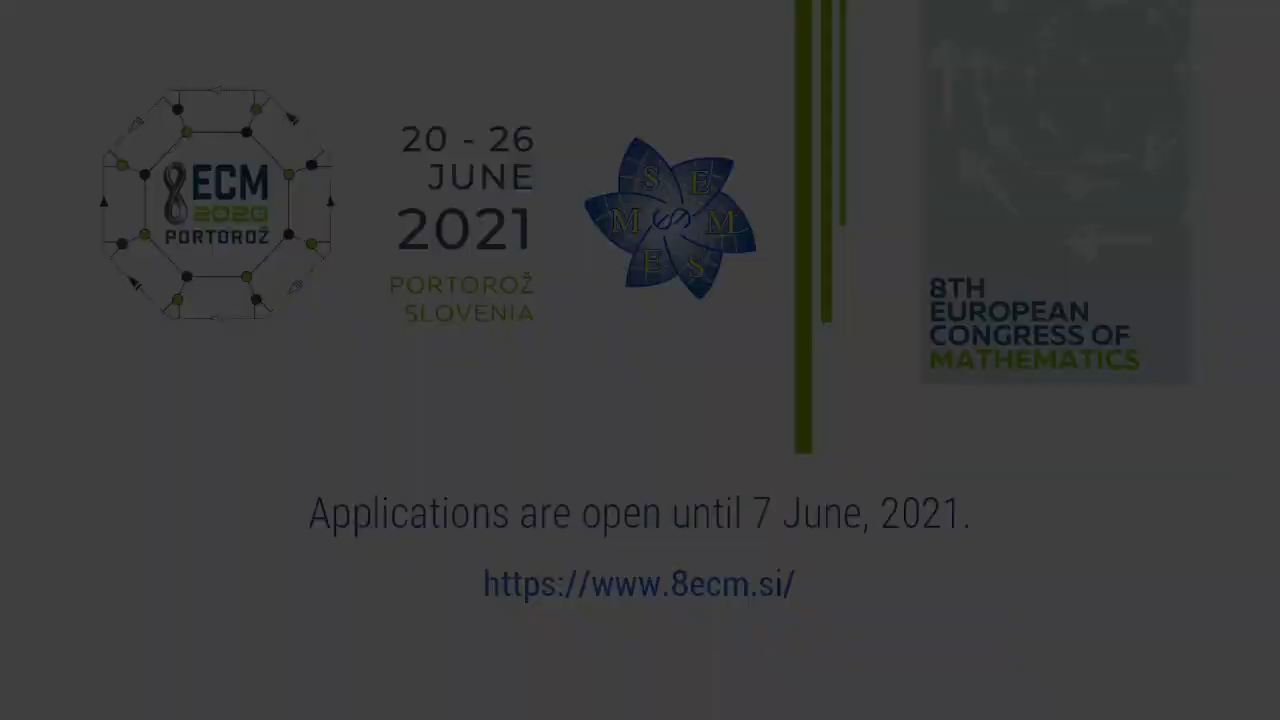 8ECM
2020
PORTOROŽ
20 - 26
JUNE
2021
PORTOROŽ
SLOVENIA
S E
M M
E S
8TH
EUROPEAN
CONGRESS OF
MATHEMATICS
Applications are open until 7 June, 2021.
https://www.8ecm.si/